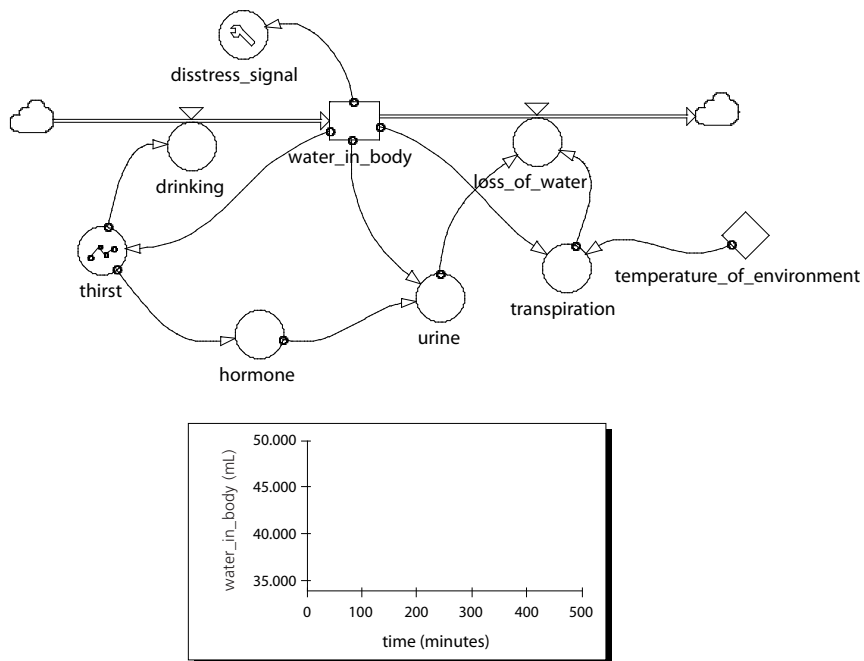 disstress_signal
water_in_body
drinking
loss_of_water
thirst
temperature_of_environment
transpiration
urine
hormone
water_in_body (mL)
50.000
45.000
40.000
35.000
0 100 200 300 400 500
time (minutes)